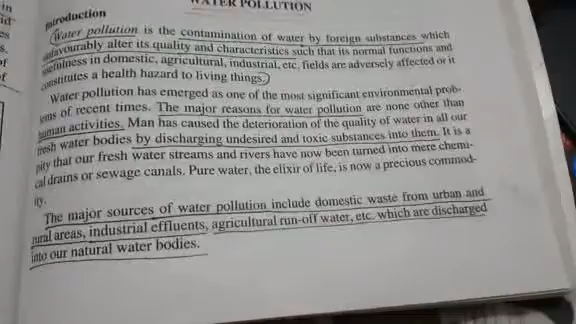 WATER POLLUTION
Introduction
Water pollution is the contamination of water by foreign substances which
unfavourably alter its quality and characteristics such that its normal functions and
usefulness in domestic, agricultural, industrial, etc. fields are adversely affected or it
constitutes a health hazard to living things.
Water pollution has emerged as one of the most significant environmental prob-
lems of recent times. The major reasons for water pollution are none other than
human activities. Man has caused the deterioration of the quality of water in all our
fresh water bodies by discharging undesired and toxic substances into them. It is a
pity that our fresh water streams and rivers have now been turned into mere chemi-
cal drains or sewage canals. Pure water, the elixir of life, is now a precious commod-
ity.
The major sources of water pollution include domestic waste from urban and
rural areas, industrial effluents, agricultural run-off water, etc. which are discharged
into our natural water bodies.